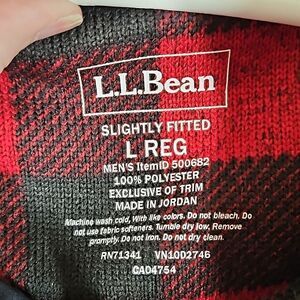 L.L.Bean
SLIGHTLY FITTED
L REG
MEN'S ItemID 500682
100% POLYESTER
EXCLUSIVE OF TRIM
MADE IN JORDAN
Machine wash cold, With like colors. Do not bleach. Do
not use fabric softeners. Tumble dry low, Remove
promptly. Do not iron. Do not dry clean.
RN71341 VN1002746
CA04754